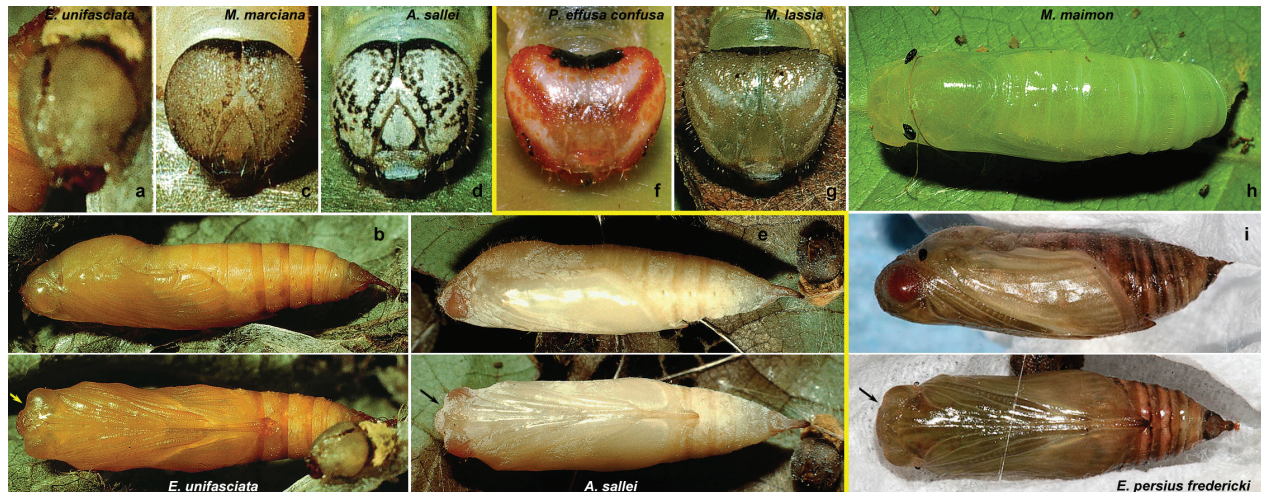 E. unifasciata
M. marciana
A. sallei
P. effusa confusa
M. lassia
M. maimon
a
c
d
f
g
h
b
e
i
E. unifasciata
A. sallei
E. persius fredericki